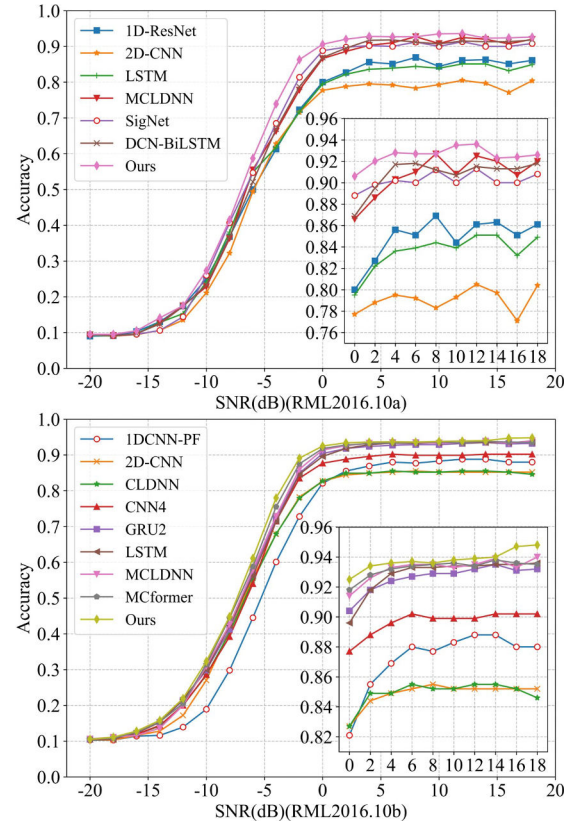 1.0
0.9
0.8
0.7
0.6
0.5
0.4
0.3
0.2
0.1
0.0
Accuracy
1D-ResNet
2D-CNN
LSTM
MCLDNN
SigNet
DCN-BiLSTM
Ours
0.96
0.92
0.90
0.86
0.84
0.82
0.80
0.78
0.76
0 2 4 6 8 10 12 14 16 18
-20 -15 -10 -5 0 5 10 15 20
SNR(dB)(RML2016.10a)
1.0
0.9
0.8
0.7
0.6
0.5
0.4
0.3
0.2
0.1
0.0
Accuracy
1DCNN-PF
2D-CNN
CLDNN
CNN4
GRU2
LSTM
MCLDNN
MCformer
Ours
0.96
0.94
0.92
0.90
0.88
0.86
0.84
0.82
0 2 4 6 8 10 12 14 16 18
-20 -15 -10 -5 0 5 10 15 20
SNR(dB)(RML2016.10b)